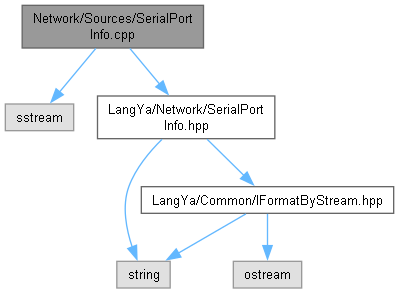 Network/Sources/SerialPort
Info.cpp
sstream
LangYa/Network/SerialPort
Info.hpp
LangYa/Common/IFormatByStream.hpp
string
ostream